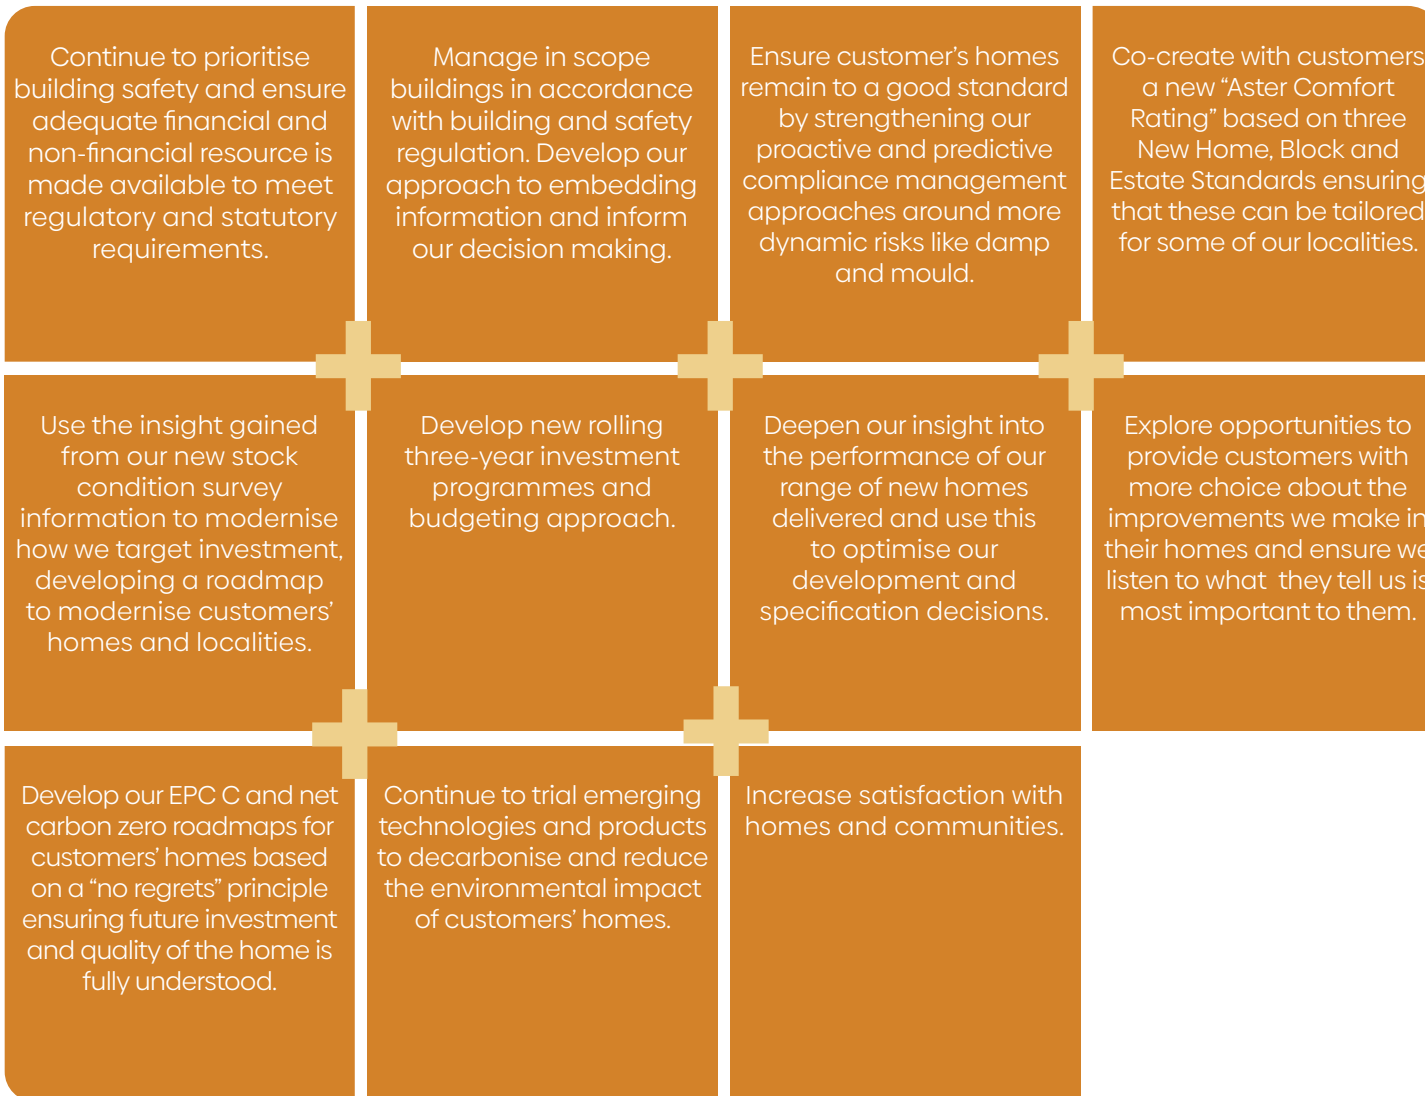 Continue to prioritise
building safety and ensure
adequate financial and
non-financial resource is
made available to meet
regulatory and statutory
requirements.
Manage in scope
buildings in accordance
with building and safety
regulation. Develop our
approach to embedding
information and inform
our decision making.
Ensure customer’s homes
remain to a good standard
by strengthening our
proactive and predictive
compliance management
approaches around more
dynamic risks like damp
and mould.
Co-create with customers
a new “Aster Comfort
Rating” based on three
New Home, Block and
Estate Standards ensuring
that these can be tailored
for some of our localities.
Use the insight gained
from our new stock
condition survey
information to modernise
how we target investment,
developing a roadmap
to modernise customers’
homes and localities.
Develop new rolling
three-year investment
programmes and
budgeting approach.
Deepen our insight into
the performance of our
range of new homes
delivered and use this
to optimise our
development and
specification decisions.
Explore opportunities to
provide customers with
more choice about the
improvements we make in
their homes and ensure we
listen to what they tell us is
most important to them.
Develop our EPC C and net
carbon zero roadmaps for
customers’ homes based
on a “no regrets” principle
ensuring future investment
and quality of the home is
fully understood.
Continue to trial emerging
technologies and products
to decarbonise and reduce
the environmental impact
of customers’ homes.
Increase satisfaction with
homes and communities.